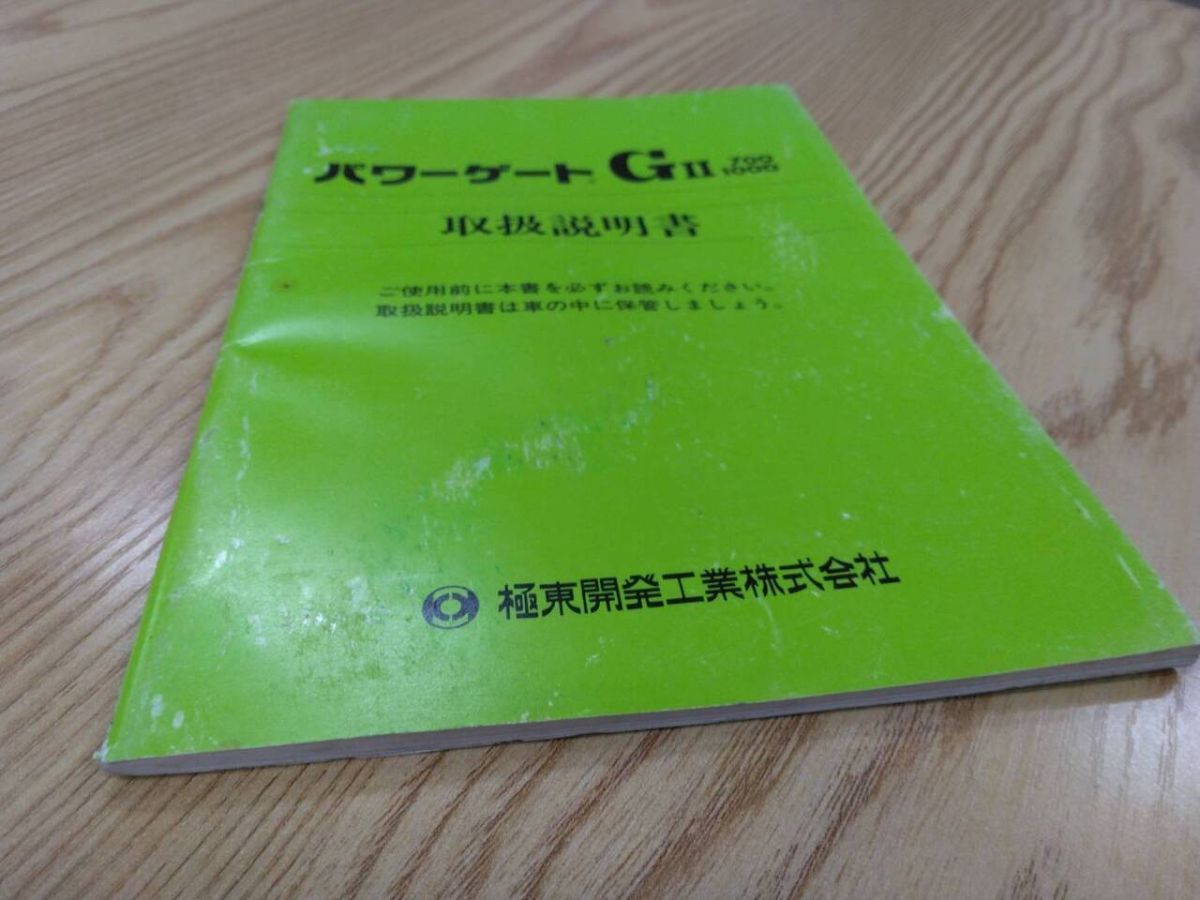 パワーゲート GII 700 1000
取扱説明書
ご使用前に本書を必ずお読みください。
取扱説明書は車の中に保管しましょう。
極東開発工業株式会社